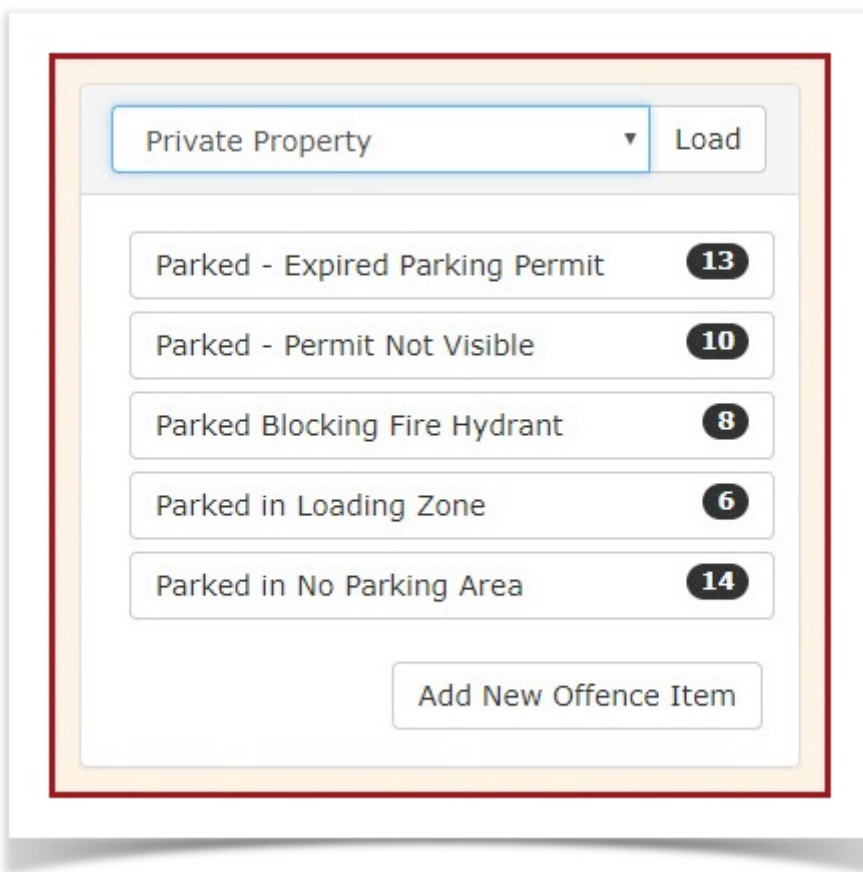 Private Property Load
Parked - Expired Parking Permit 13
Parked - Permit Not Visible 10
Parked Blocking Fire Hydrant 8
Parked in Loading Zone 6
Parked in No Parking Area 14
Add New Offence Item